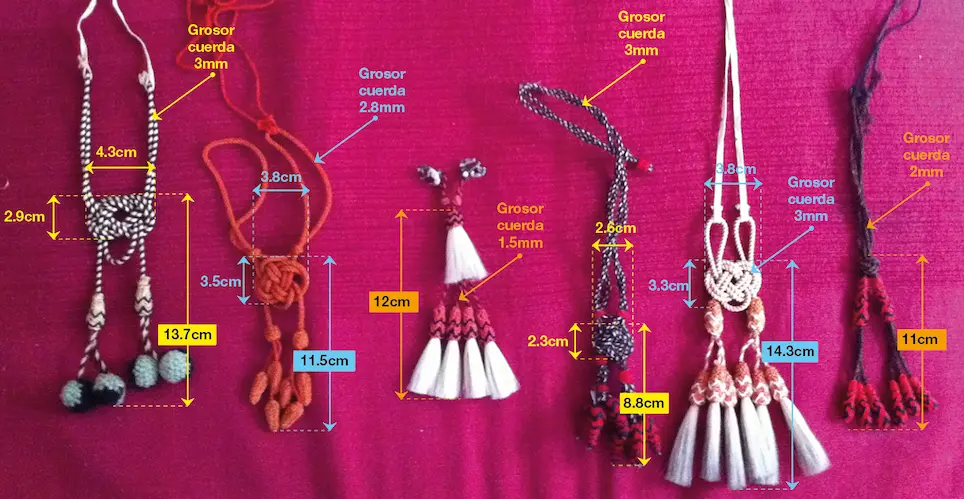 Grosor
cuerda
3mm
4.3cm
2.9cm
13.7cm
Grosor
cuerda
2.8mm
3.8cm
3.5cm
11.5cm
Grosor
cuerda
1.5mm
12cm
Grosor
cuerda
3mm
2.6cm
2.3cm
8.8cm
3.8cm
Grosor
cuerda
3mm
3.3cm
14.3cm
Grosor
cuerda
2mm
11cm